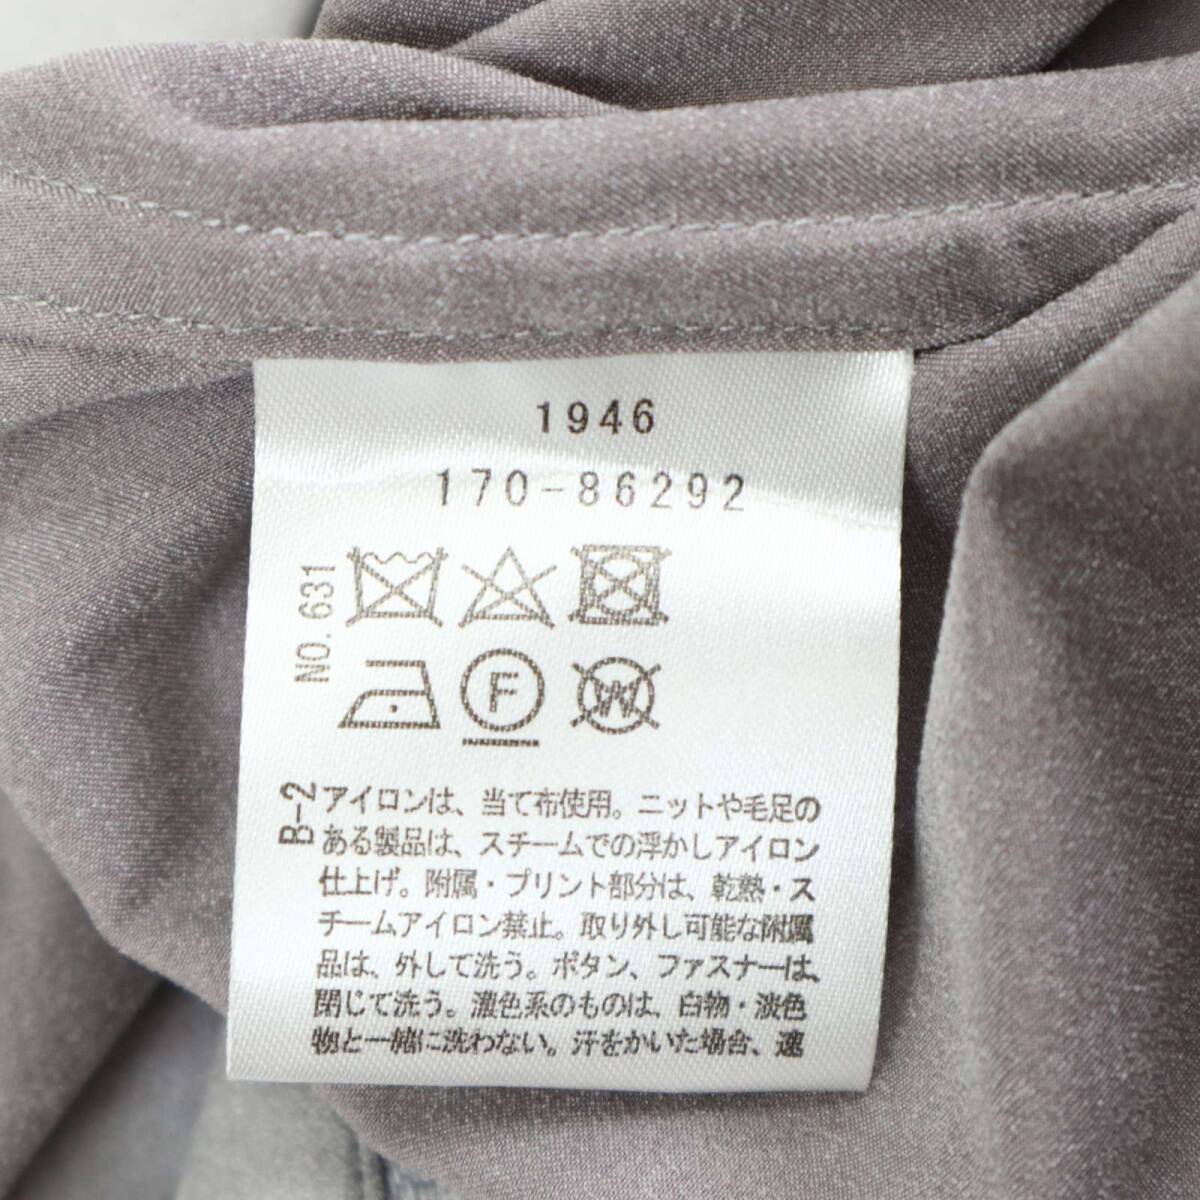 1946
170-86292
NO. 631
F
W
B-2
アイロンは、当て布使用。ニットや毛足の
ある製品は、スチームでの浮かしアイロン
仕上げ。附属・プリント部分は、乾熱・ス
チームアイロン禁止。取り外し可能な附属
品は、外して洗う。ボタン、ファスナーは、
閉じて洗う。濃色系のものは、白物・淡色
物と一緒に洗わない。汗をかいた場合、速